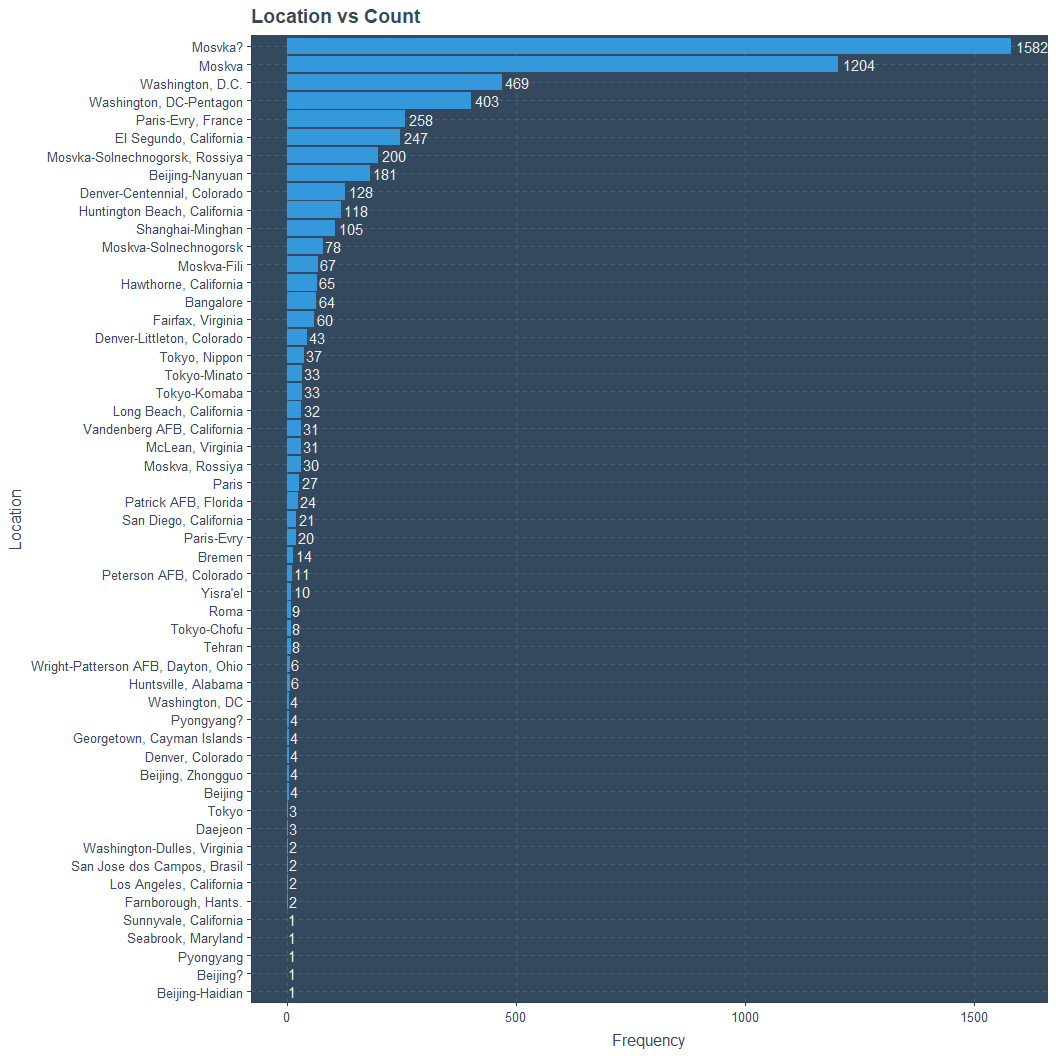 Location vs Count
Mosvka? 1582
Moskva 1204
Washington, D.C. 469
Washington, DC-Pentagon 403
Paris-Evry, France 258
El Segundo, California 247
Mosvka-Solnechnogorsk, Rossiya 200
Beijing-Nanyuan 181
Denver-Centennial, Colorado 128
Huntington Beach, California 118
Shanghai-Minghan 105
Moskva-Solnechnogorsk 78
Moskva-Fili 67
Hawthorne, California 65
Bangalore 64
Fairfax, Virginia 60
Denver-Littleton, Colorado 43
Tokyo, Nippon 37
Tokyo-Minato 33
Tokyo-Komaba 33
Long Beach, California 32
Vandenberg AFB, California 31
McLean, Virginia 31
Moskva, Rossiya 30
Paris 27
Patrick AFB, Florida 24
San Diego, California 21
Paris-Evry 20
Bremen 14
Peterson AFB, Colorado 11
Yisra'el 10
Roma 9
Tokyo-Chofu 8
Tehran 8
Wright-Patterson AFB, Dayton, Ohio 6
Huntsville, Alabama 6
Washington, DC 4
Pyongyang? 4
Georgetown, Cayman Islands 4
Denver, Colorado 4
Beijing, Zhongguo 4
Beijing 4
Tokyo 3
Daejeon 3
Washington-Dulles, Virginia 2
San Jose dos Campos, Brasil 2
Los Angeles, California 2
Farnborough, Hants. 2
Sunnyvale, California 1
Seabrook, Maryland 1
Pyongyang 1
Beijing? 1
Beijing-Haidian 1
Location
0 500 1000 1500
Frequency